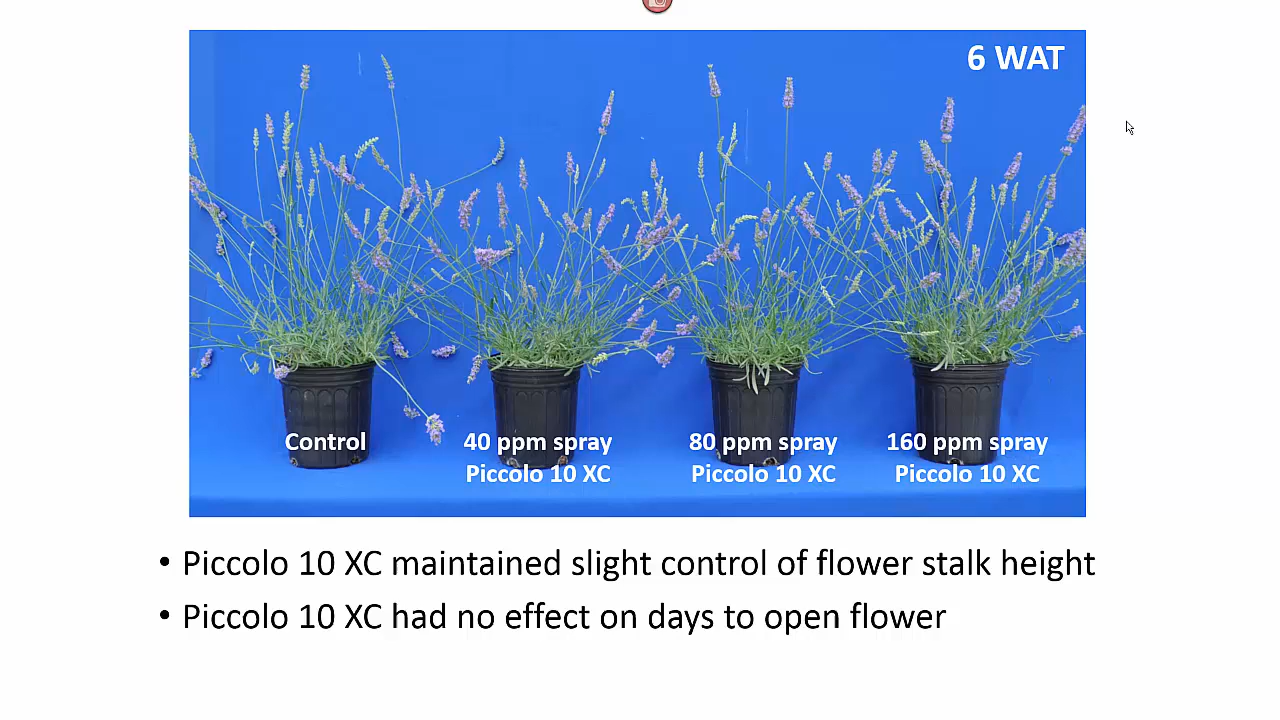 6 WAT
Control
40 ppm spray
Piccolo 10 XC
80 ppm spray
Piccolo 10 XC
160 ppm spray
Piccolo 10 XC
• Piccolo 10 XC maintained slight control of flower stalk height
• Piccolo 10 XC had no effect on days to open flower